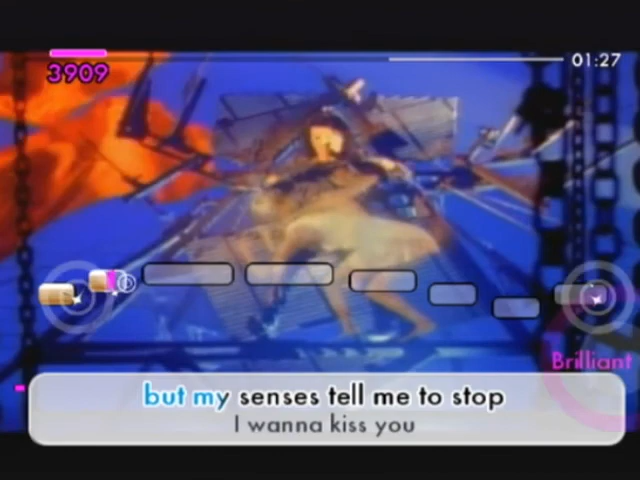 3909
01:27
Brilliant
but my senses tell me to stop
I wanna kiss you